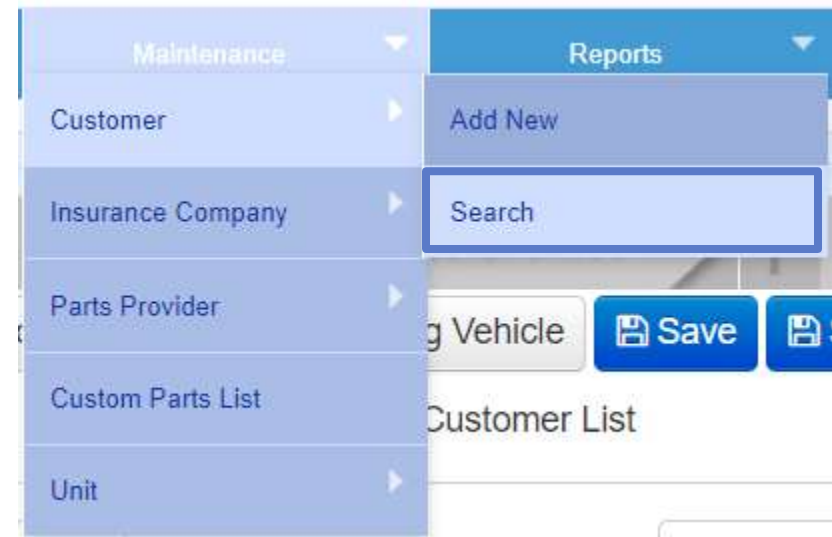 Maintenance
Reports
Customer
Add New
Insurance Company
Search
Parts Provider
Vehicle
Save
Custom Parts List
Customer List
Unit